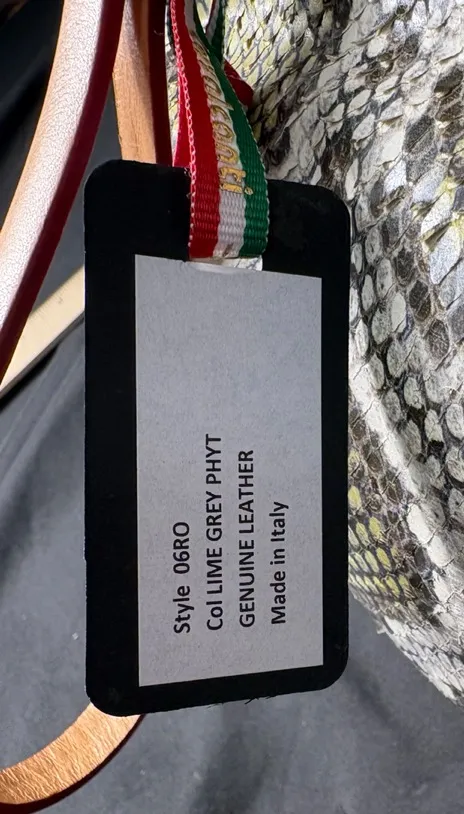 Style 06RO
Col LIME GREY PHYT
GENUINE LEATHER
Made in Italy